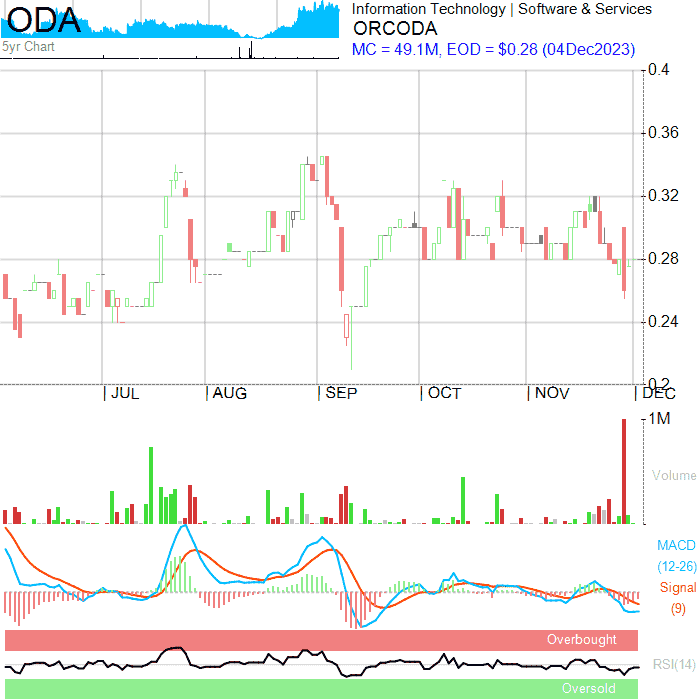 ODA
5yr Chart
Information Technology | Software & Services
ORCODA
MC = 49.1M, EOD = $0.28 (04Dec2023)
0.4
0.36
0.32
0.28
0.24
0.2
JUL AUG SEP OCT NOV DEC
1M
Volume
MACD
(12-26)
Signal
(9)
Overbought
RSI(14)
Oversold